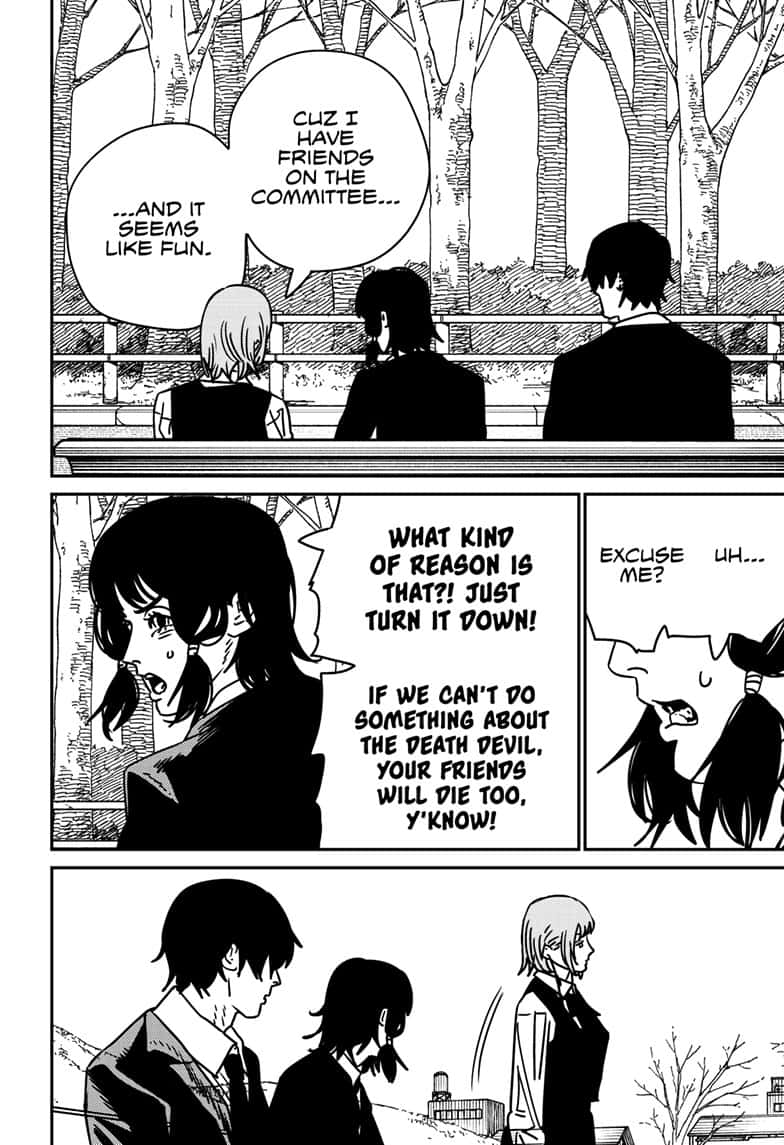 CUZ I
HAVE
FRIENDS
ON THE
COMMITTEE...
...AND IT
SEEMS
LIKE FUN.
UH...
EXCUSE
ME?
WHAT KIND
OF REASON IS
THAT?! JUST
TURN IT DOWN!
IF WE CAN'T DO
SOMETHING ABOUT
THE DEATH DEVIL,
YOUR FRIENDS
WILL DIE TOO,
Y'KNOW!